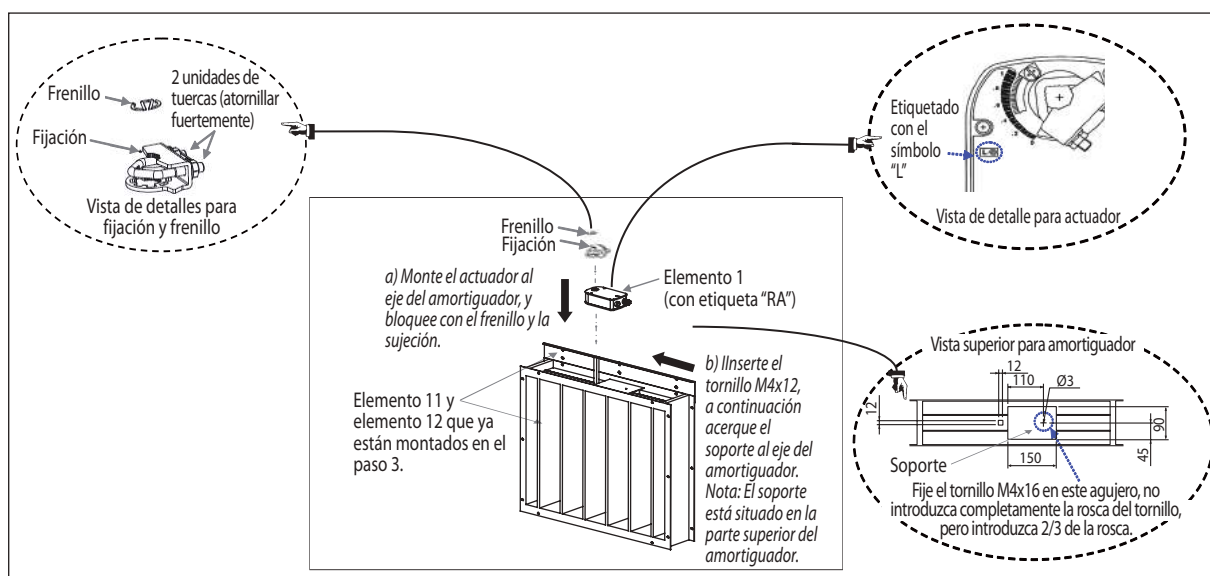 Frenillo
2 unidades de
tuercas (atornillar
fuertemente)
Fijación
Vista de detalles para
fijación y frenillo
Etiquetado
con el
símbolo
"L"
Vista de detalle para actuador
Frenillo
Fijación
a) Monte el actuador al
eje del amortiguador, y
bloquee con el frenillo y la
sujeción.
Elemento 1
(con etiqueta "RA")
Elemento 11 y
elemento 12 que ya
están montados en el
paso 3.
b) IInserte el
tornillo M4x12,
a continuación
acerque el
soporte al eje del
amortiguador.
Nota: El soporte
está situado en la
parte superior del
amortiguador.
Vista superior para amortiguador
12
110
Ø3
12
90
45
Soporte
150
Fije el tornillo M4x16 en este agujero, no
introduzca completamente la rosca del tornillo,
pero introduzca 2/3 de la rosca.